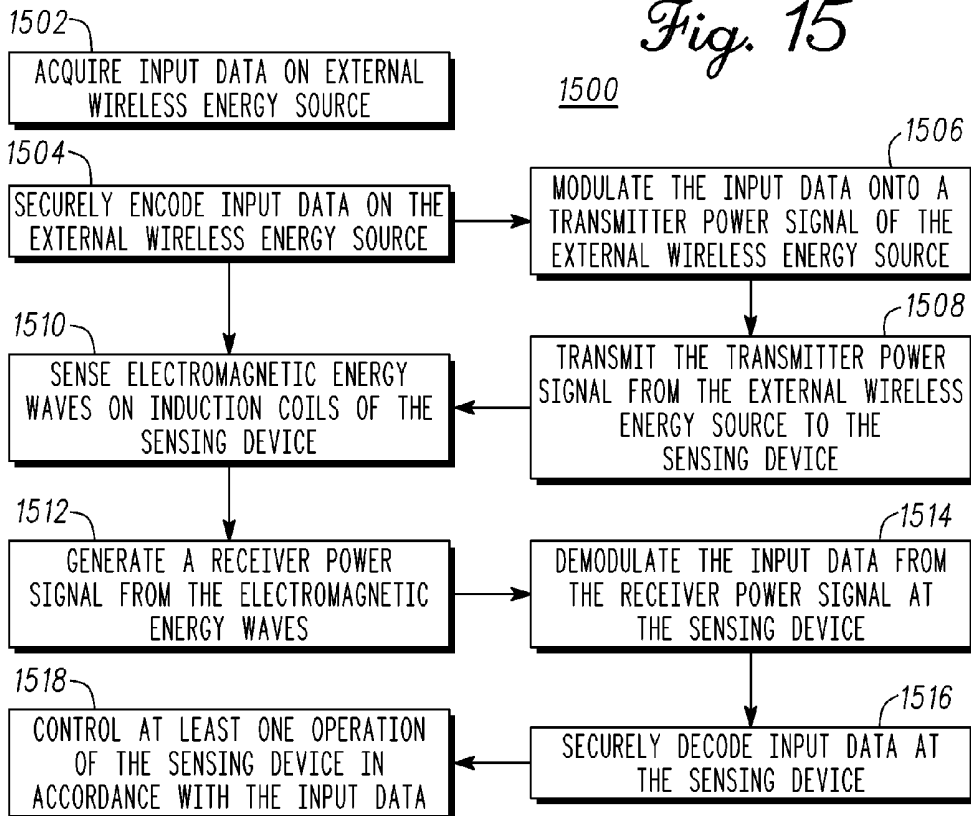 Fig. 15
1500
1502
ACQUIRE INPUT DATA ON EXTERNAL
WIRELESS ENERGY SOURCE
1504
SECURELY ENCODE INPUT DATA ON THE
EXTERNAL WIRELESS ENERGY SOURCE
1506
MODULATE THE INPUT DATA ONTO A
TRANSMITTER POWER SIGNAL OF THE
EXTERNAL WIRELESS ENERGY SOURCE
1508
TRANSMIT THE TRANSMITTER POWER
SIGNAL FROM THE EXTERNAL WIRELESS
ENERGY SOURCE TO THE
SENSING DEVICE
1510
SENSE ELECTROMAGNETIC ENERGY
WAVES ON INDUCTION COILS OF THE
SENSING DEVICE
1512
GENERATE A RECEIVER POWER
SIGNAL FROM THE ELECTROMAGNETIC
ENERGY WAVES
1514
DEMODULATE THE INPUT DATA FROM
THE RECEIVER POWER SIGNAL AT
THE SENSING DEVICE
1516
SECURELY DECODE INPUT DATA AT
THE SENSING DEVICE
1518
CONTROL AT LEAST ONE OPERATION
OF THE SENSING DEVICE IN
ACCORDANCE WITH THE INPUT DATA